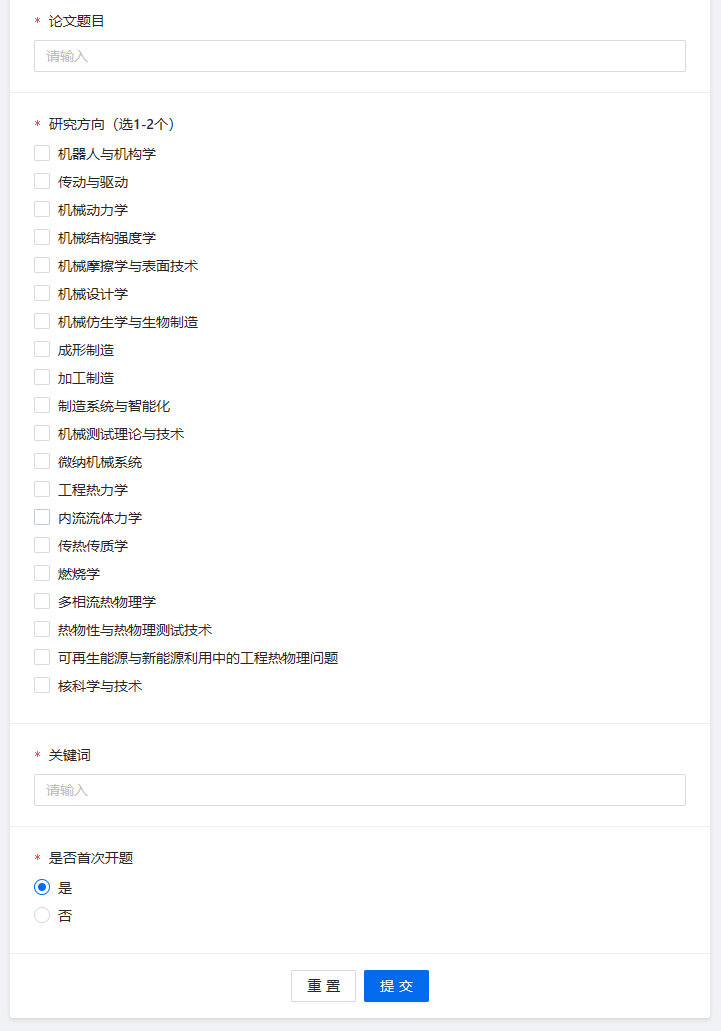 * 论文题目
请输入
* 研究方向（选1-2个）
机器人与机构学
传动与驱动
机械动力学
机械结构强度学
机械摩擦学与表面技术
机械设计学
机械仿生学与生物制造
成形制造
加工制造
制造系统与智能化
机械测试理论与技术
微纳机械系统
工程热力学
内流流体力学
传热传质学
燃烧学
多相流热物理学
热物性与热物理测试技术
可再生能源与新能源利用中的工程热物理问题
核科学与技术
* 关键词
请输入
* 是否首次开题
是
否
重 置 提 交